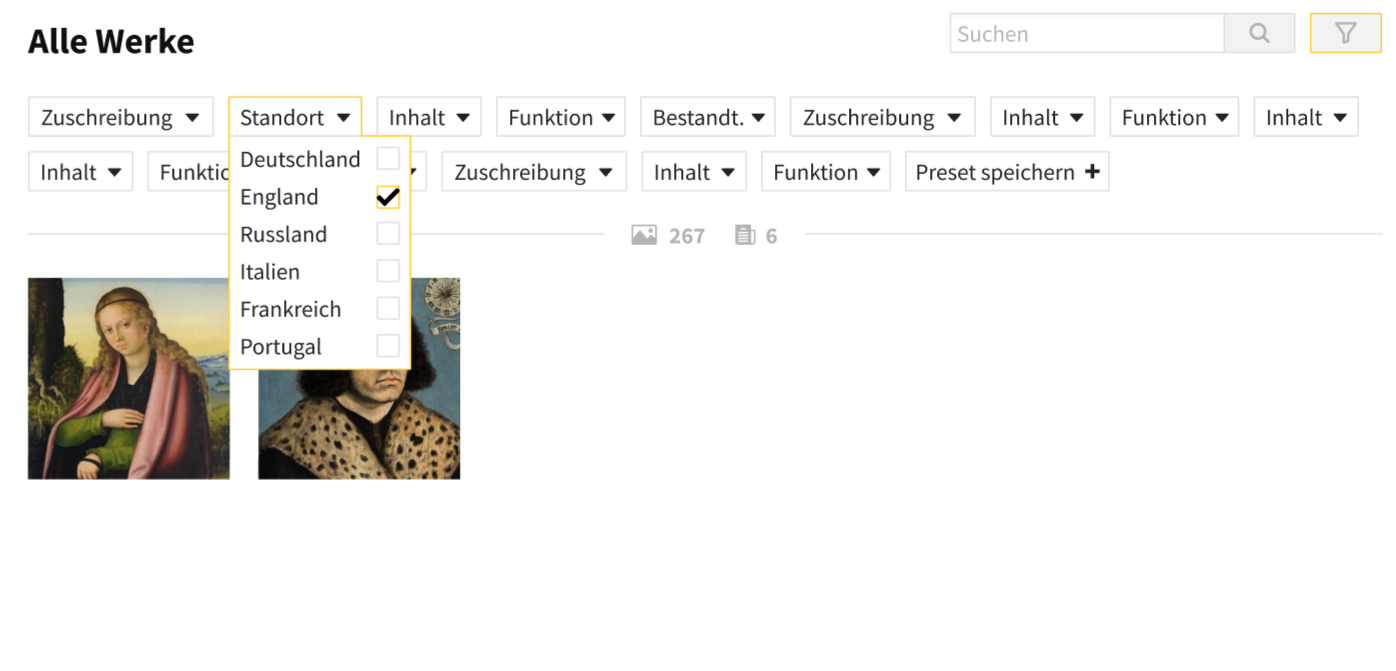 Alle Werke
Suchen
Zuschreibung Standort Inhalt Funktion Bestandt. Zuschreibung Inhalt Funktion Inhalt
Inhalt Funktio Zuschreibung Inhalt Funktion Preset speichern +
Deutschland
England
Russland
Italien
Frankreich
Portugal
267 6